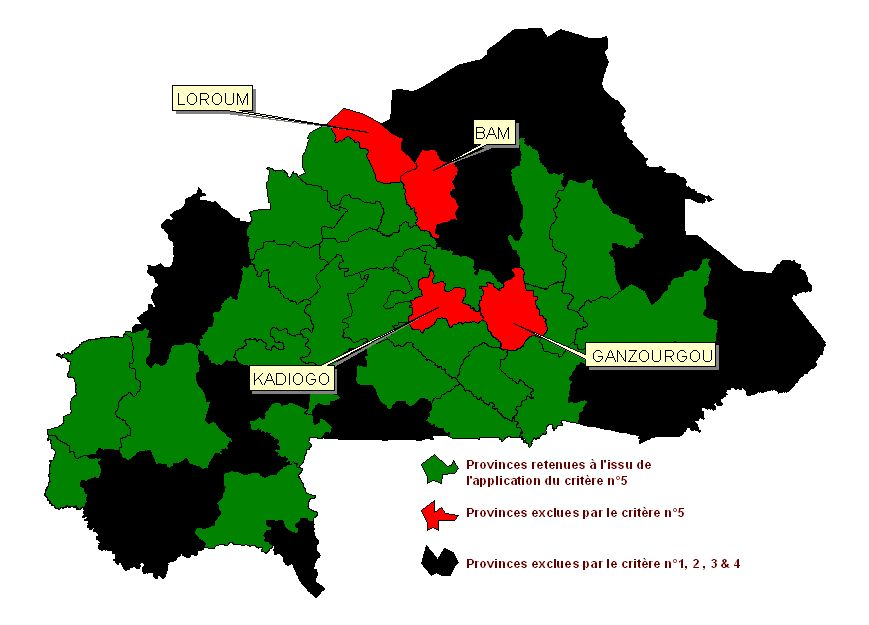 LOROUM
BAM
GANZOURGOU
KADIOGO
Provinces retenues à l'issu de
l'application du critère n°5
Provinces exclues par le critère n°5
Provinces exclues par le critère n°1, 2 , 3 & 4